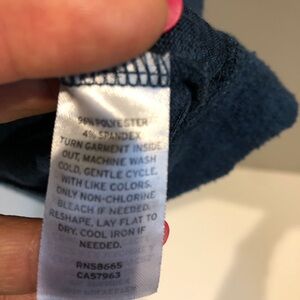 96% POLYESTER
4% SPANDEX
TURN GARMENT INSIDE
OUT, MACHINE WASH
COLD, GENTLE CYCLE,
WITH LIKE COLORS.
ONLY NON-CHLORINE
BLEACH IF NEEDED.
RESHAPE, LAY FLAT TO
DRY. COOL IRON IF
NEEDED.
RN58665
CA57963